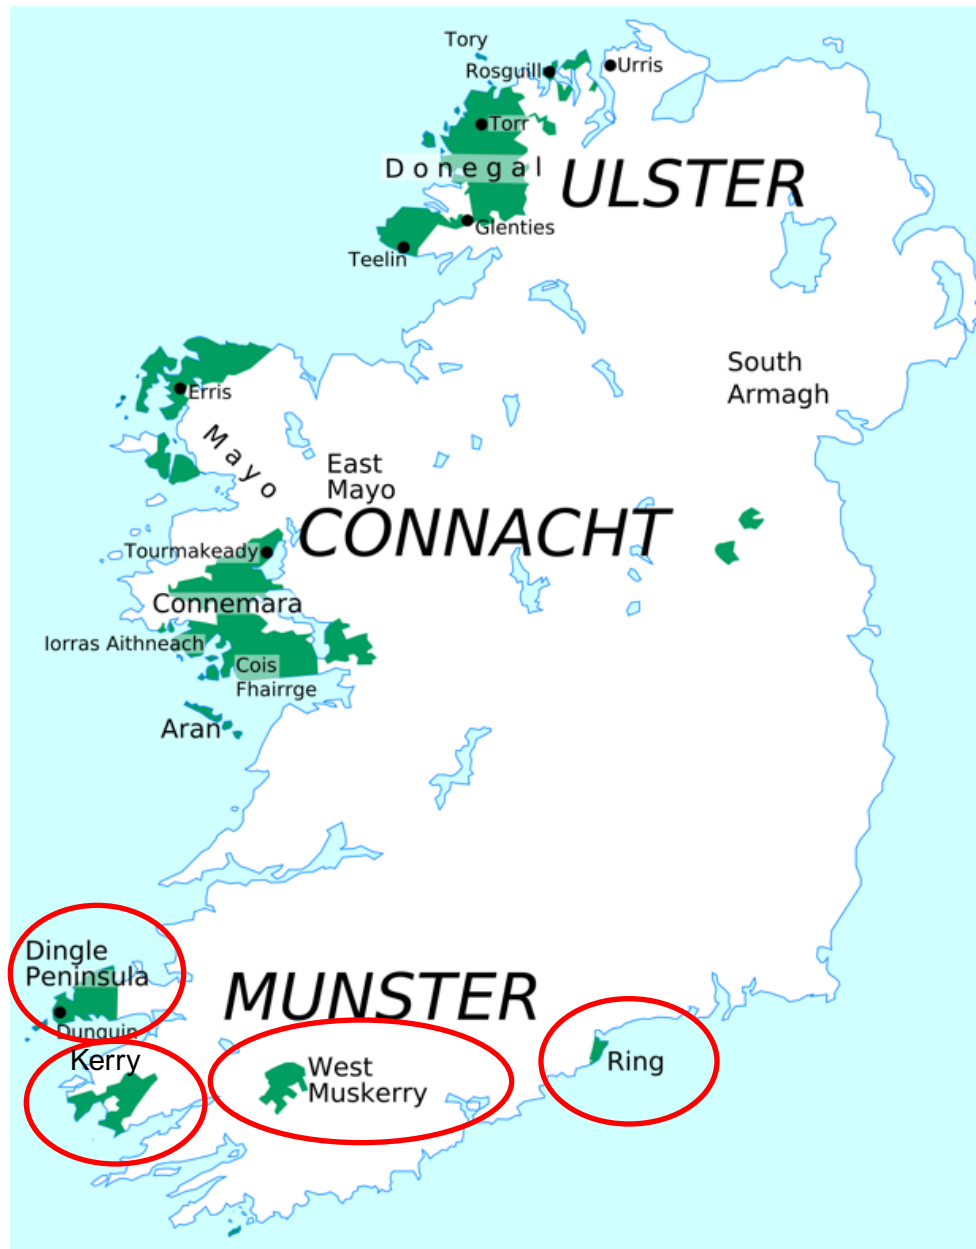 Tory
Rosguill
Urris
Torr
Donegal
ULSTER
Glenties
Teelin
South
Armagh
Erris
Mayo
East
Mayo
CONNACHT
Tourmakeady
Connemara
Iorras Aithneach
Cois
Fhairrge
Aran
Dingle
Peninsula
MUNSTER
Dunquin
Kerry
West
Muskerry
Ring